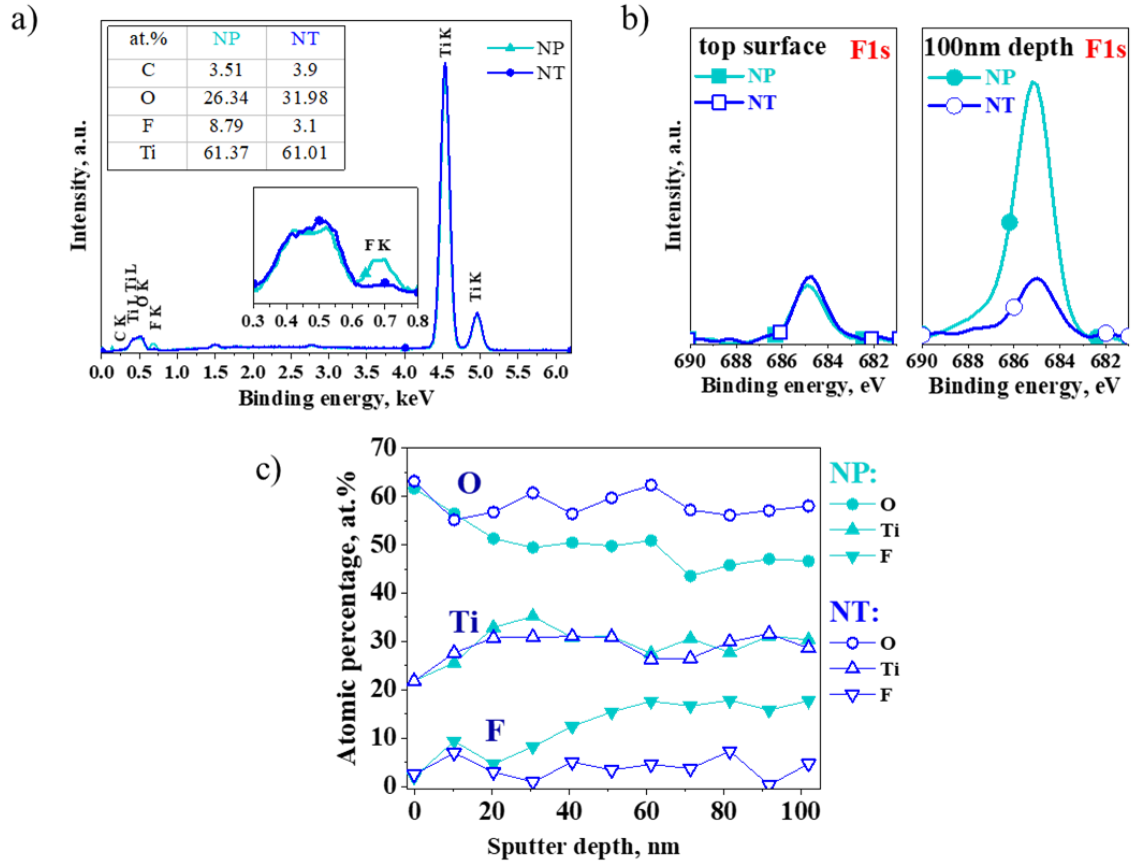 a)
at.% NP NT
C 3.51 3.9
O 26.34 31.98
F 8.79 3.1
Ti 61.37 61.01
Ti K
NP
NT
F K
0.3 0.4 0.5 0.6 0.7 0.8
C K
Ti L
Ti L
O K
F K
Ti K
Intensity, a.u.
0.0 0.5 1.0 1.5 2.0 2.5 3.0 3.5 4.0 4.5 5.0 5.5 6.0
Binding energy, keV
b)
top surface F1s
NP
NT
Intensity, a.u.
690 688 686 684 682
Binding energy, eV
100nm depth F1s
NP
NT
Intensity, a.u.
690 688 686 684 682
Binding energy, eV
c)
70
60
50
40
30
20
10
0
Atomic percentage, at.%
O
Ti
F
0 20 40 60 80 100
Sputter depth, nm
NP:
O
Ti
F
NT:
O
Ti
F